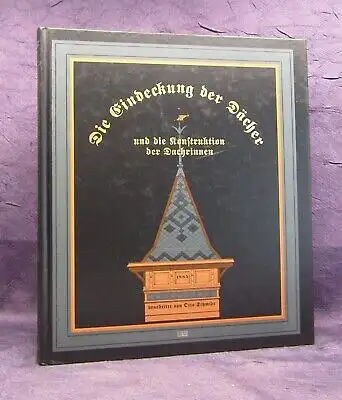 Die Eindeckung der Dächer
und die Konstruktion
der Dachrinnen
bearbeitet von Otto Schmidt